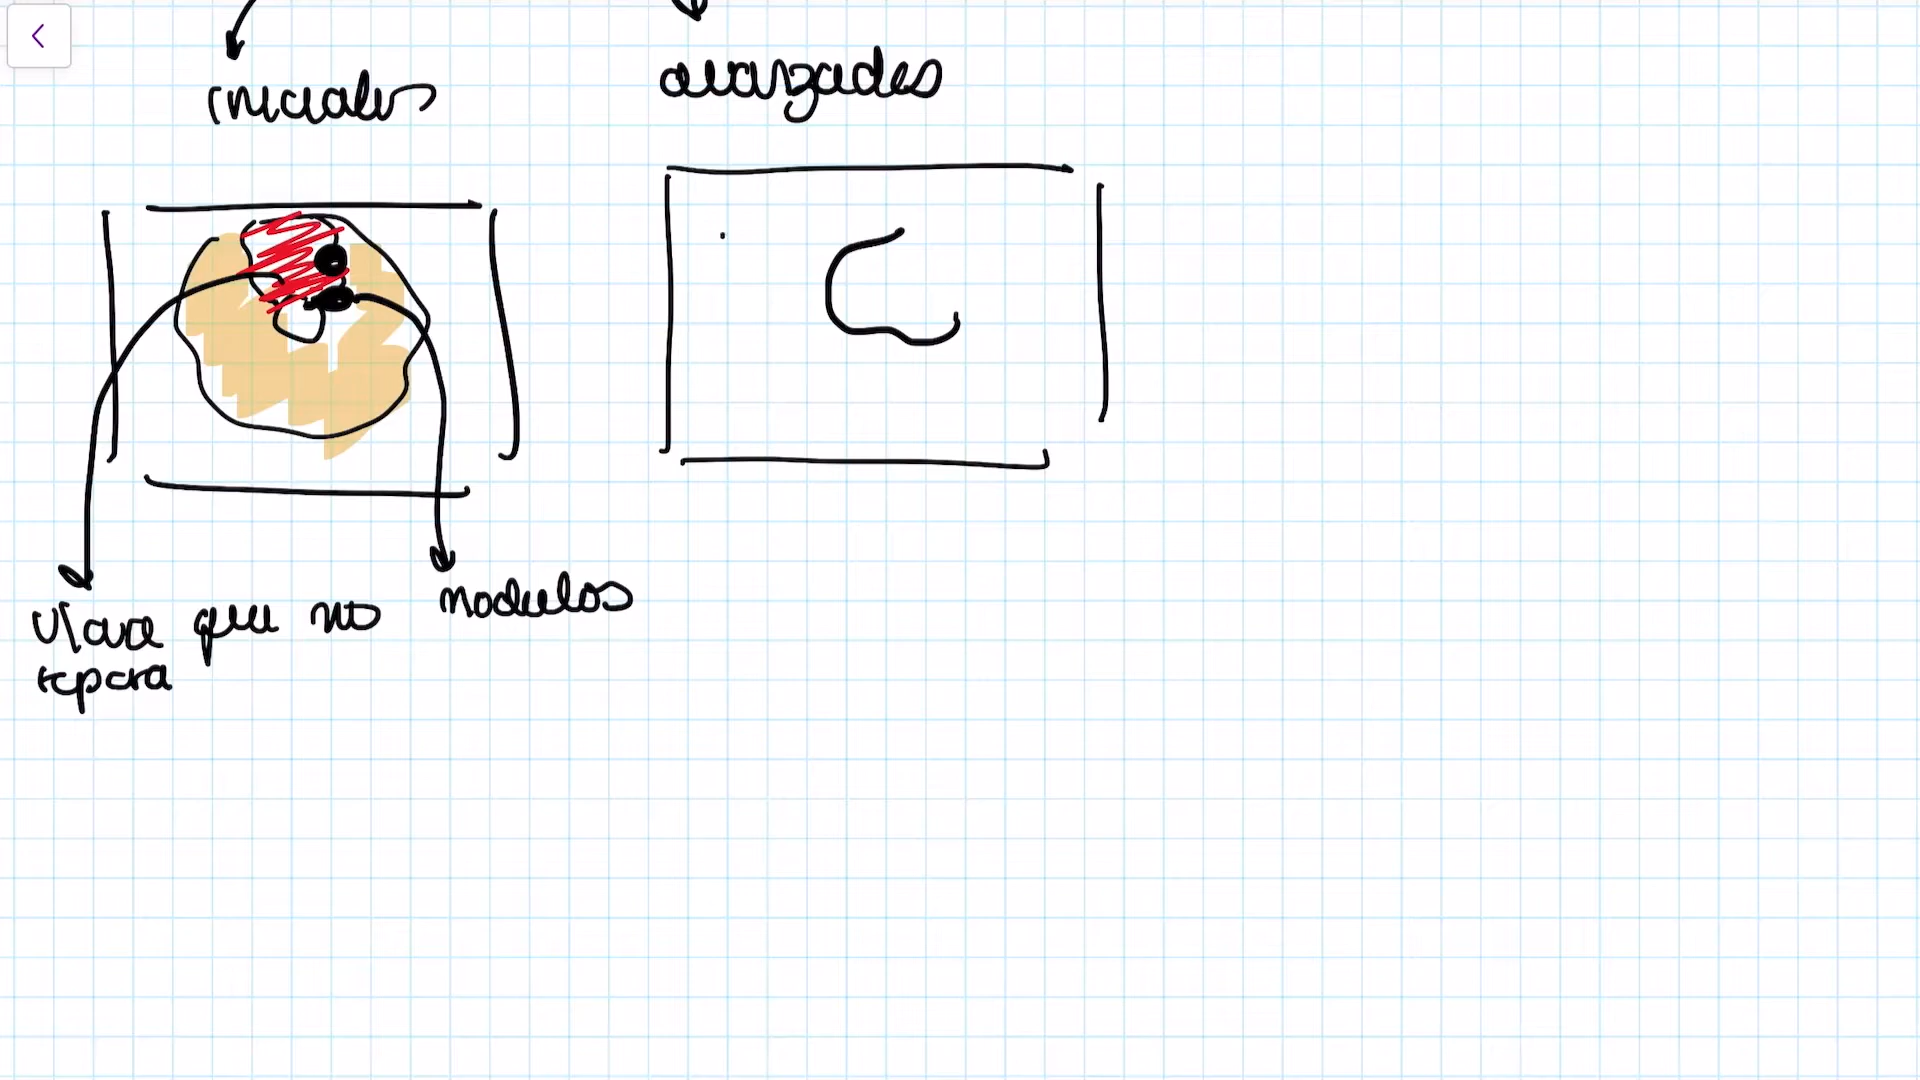 iniciales
avanzadas
nodulos
ulcera que no
repara